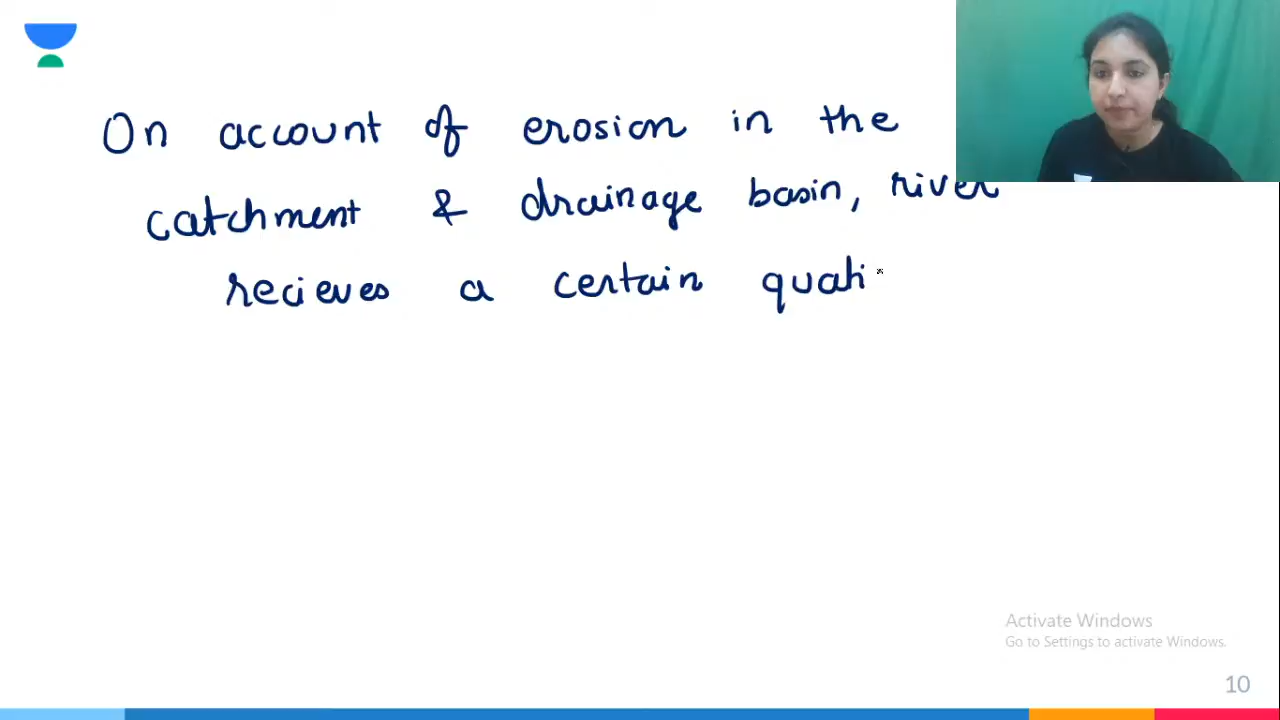 On account of erosion in the
catchment & drainage basin, river
recieves a certain quati
Activate Windows
Go to Settings to activate Windows.
10